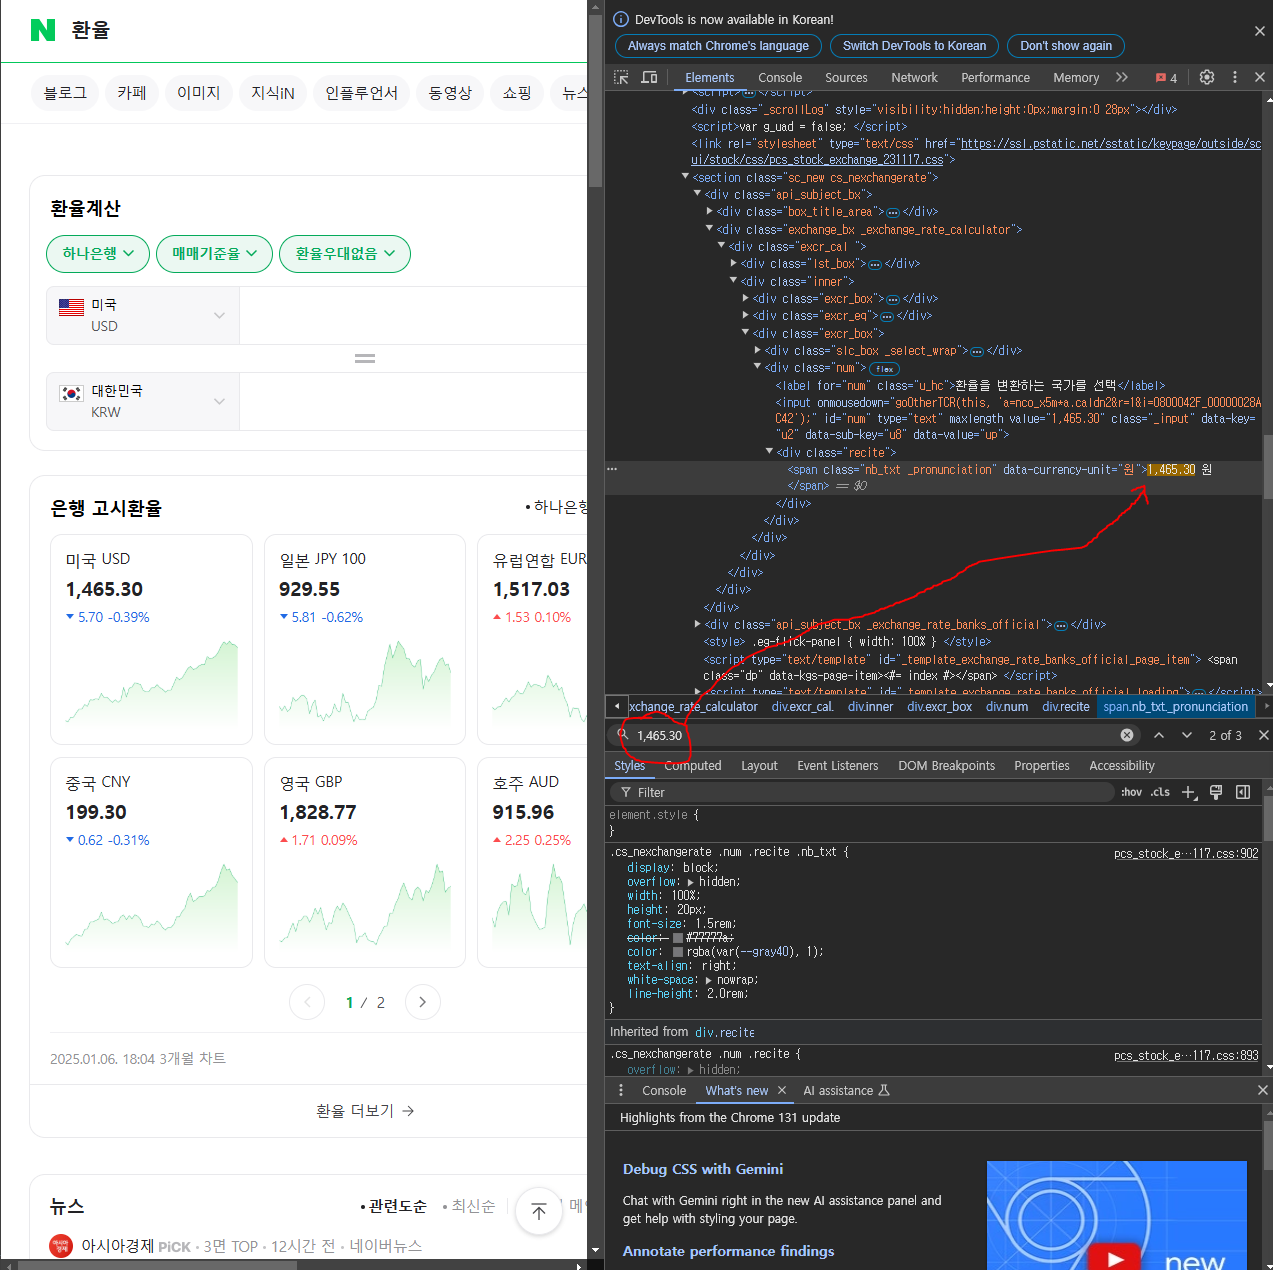 N 환율
블로그 카페 이미지 지식iN 인플루언서 동영상 쇼핑 뉴스
환율계산
하나은행 매매기준율 환율우대없음
미국
USD
대한민국
KRW
은행 고시환율 • 하나은행
미국 USD
1,465.30
5.70 -0.39%
일본 JPY 100
929.55
5.81 -0.62%
유럽연합 EUR
1,517.03
1.53 0.10%
중국 CNY
199.30
0.62 -0.31%
영국 GBP
1,828.77
1.71 0.09%
호주 AUD
915.96
2.25 0.25%
1 / 2
2025.01.06. 18:04 3개월 차트
환율 더보기
뉴스 • 관련도순 • 최신순
아시아경제 PiCK • 3면 TOP • 12시간 전 • 네이버뉴스
DevTools is now available in Korean!
Always match Chrome's language Switch DevTools to Korean Don't show again
Elements Console Sources Network Performance Memory 4
<script>…</script>
<div class="_scrollLog" style="visibility:hidden;height:0px;margin:0 28px"></div>
<script>var g_uad = false; </script>
<link rel="stylesheet" type="text/css" href="https://ssl.pstatic.net/sstatic/keypage/outside/sc
ui/stock/css/pcs_stock_exchange_231117.css">
<section class="sc_new cs_nexchangerate">
<div class="api_subject_bx">
<div class="box_title_area">…</div>
<div class="exchange_bx _exchange_rate_calculator">
<div class="excr_cal ">
<div class="lst_box">…</div>
<div class="inner">
<div class="excr_box">…</div>
<div class="excr_eq">…</div>
<div class="excr_box">
<div class="slc_box _select_wrap">…</div>
<div class="num"> flex
<label for="num" class="u_hc">환율을 변환하는 국가를 선택</label>
<input onmousedown="goOtherTCR(this, 'a=nco_x5m*a.caldn2&r=1&i=0800042F_00000028A
C42');" id="num" type="text" maxlength value="1,465.30" class="_input" data-key=
"u2" data-sub-key="u8" data-value="up">
<div class="recite">
<span class="nb_txt _pronunciation" data-currency-unit="원">1,465.30 원
</span> == $0
</div>
</div>
</div>
</div>
</div>
</div>
</div>
<div class="api_subject_bx _exchange_rate_banks_official">…</div>
<style> .eg-flick-panel { width: 100% } </style>
<script type="text/template" id="_template_exchange_rate_banks_official_page_item"> <span
class="dp" data-kgs-page-item><#= index #></span> </script>
<script type="text/template" id="_template_exchange_rate_banks_official_loading">…</script>
xchange_rate_calculator div.excr_cal. div.inner div.excr_box div.num div.recite span.nb_txt._pronunciation
1,465.30 2 of 3
Styles Computed Layout Event Listeners DOM Breakpoints Properties Accessibility
Filter :hov .cls
element.style {
}
.cs_nexchangerate .num .recite .nb_txt { pcs_stock_e…117.css:902
display: block;
overflow: hidden;
width: 100%;
height: 20px;
font-size: 1.5rem;
color: #77777a;
color: rgba(var(--gray40), 1);
text-align: right;
white-space: nowrap;
line-height: 2.0rem;
}
Inherited from div.recite
.cs_nexchangerate .num .recite { pcs_stock_e…117.css:893
overflow: hidden;
Console What's new AI assistance
Highlights from the Chrome 131 update
Debug CSS with Gemini
Chat with Gemini right in the new AI assistance panel and
get help with styling your page.
Annotate performance findings
new